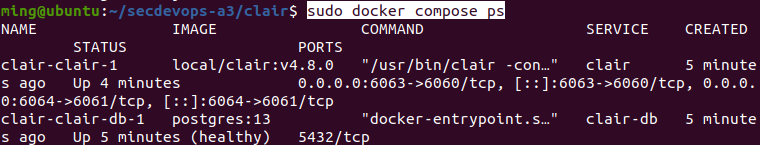 ming@ubuntu:~/secdevops-a3/clair$ sudo docker compose ps
NAME IMAGE COMMAND SERVICE CREATED
STATUS PORTS
clair-clair-1 local/clair:v4.8.0 "/usr/bin/clair -con…" clair 5 minute
s ago Up 4 minutes 0.0.0.0:6063->6060/tcp, [::]:6063->6060/tcp, 0.0.0.
0:6064->6061/tcp, [::]:6064->6061/tcp
clair-clair-db-1 postgres:13 "docker-entrypoint.s…" clair-db 5 minute
s ago Up 5 minutes (healthy) 5432/tcp